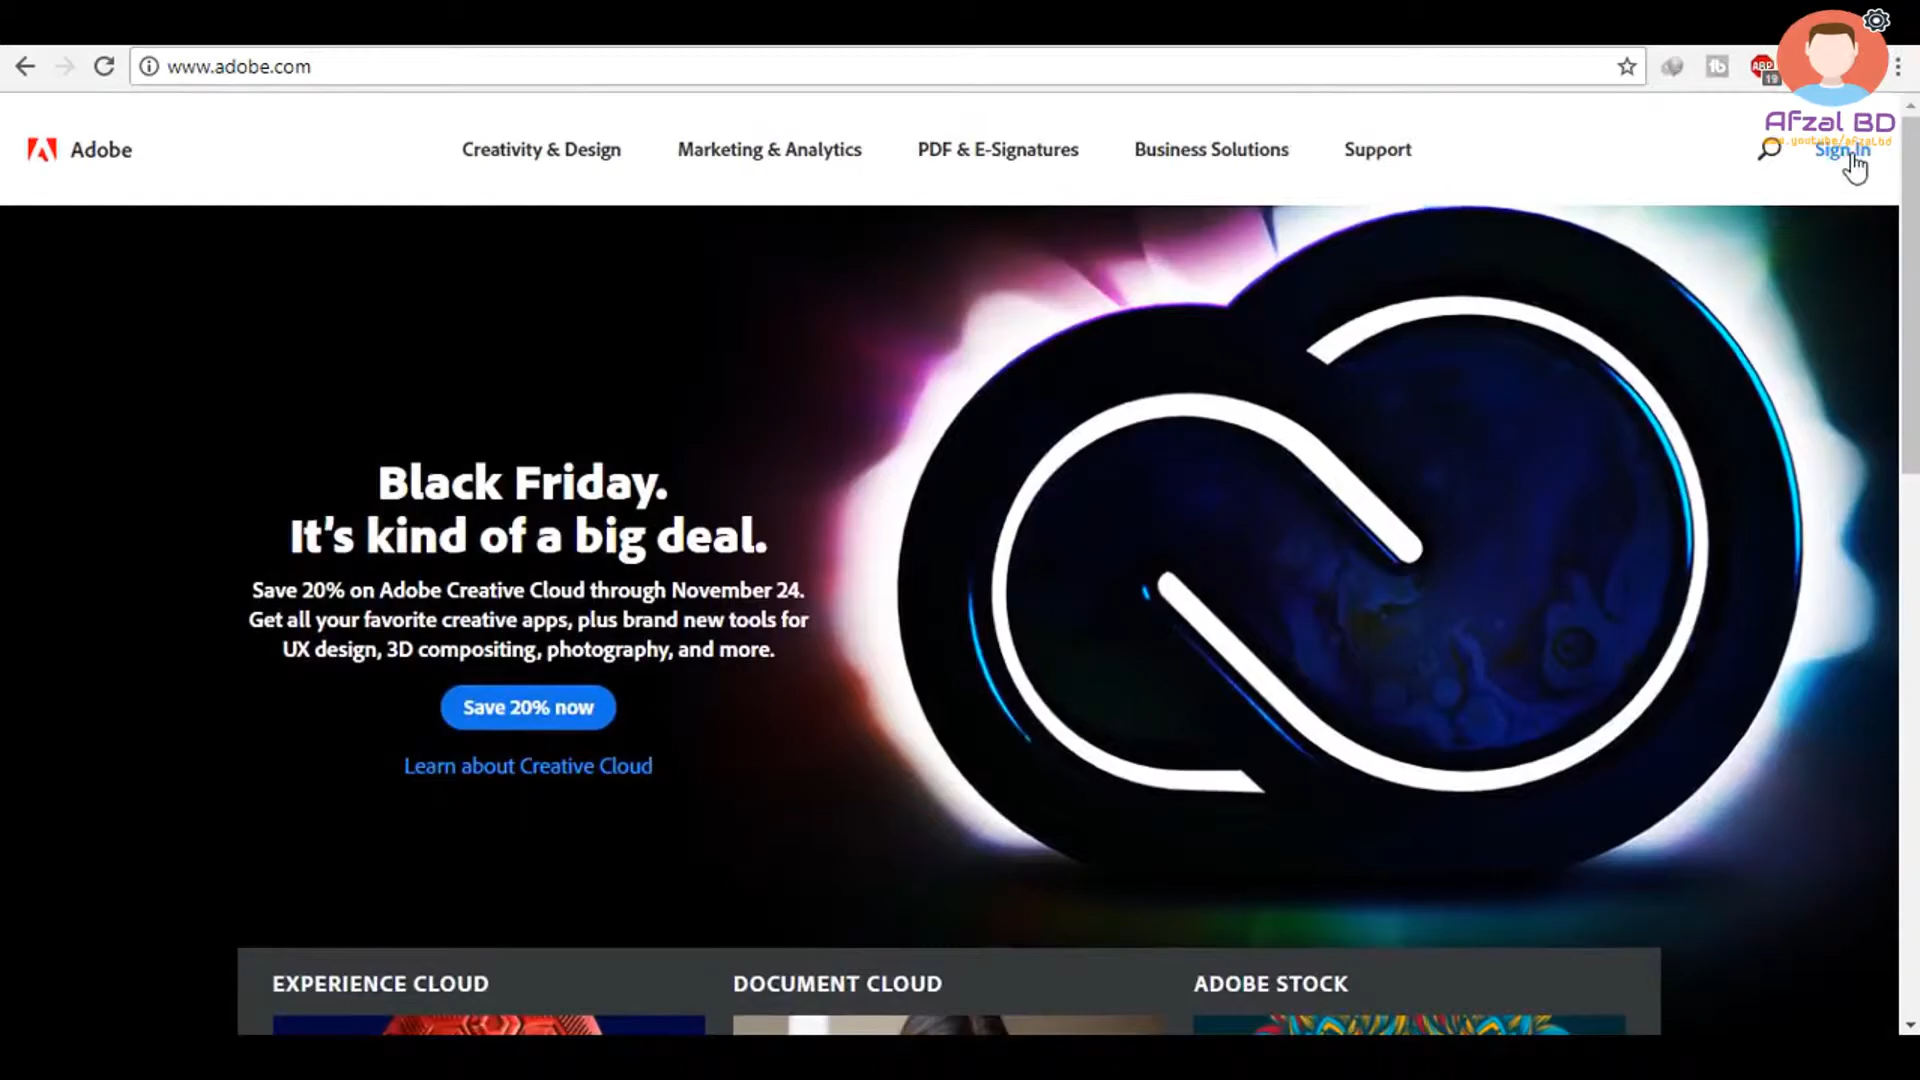 www.adobe.com
ABP
19
Afzal BD
Adobe
Creativity & Design
Marketing & Analytics
PDF & E-Signatures
Business Solutions
Support
Sign In
Black Friday.
It's kind of a big deal.
Save 20% on Adobe Creative Cloud through November 24.
Get all your favorite creative apps, plus brand new tools for
UX design, 3D compositing, photography, and more.
Save 20% now
Learn about Creative Cloud
EXPERIENCE CLOUD
DOCUMENT CLOUD
ADOBE STOCK